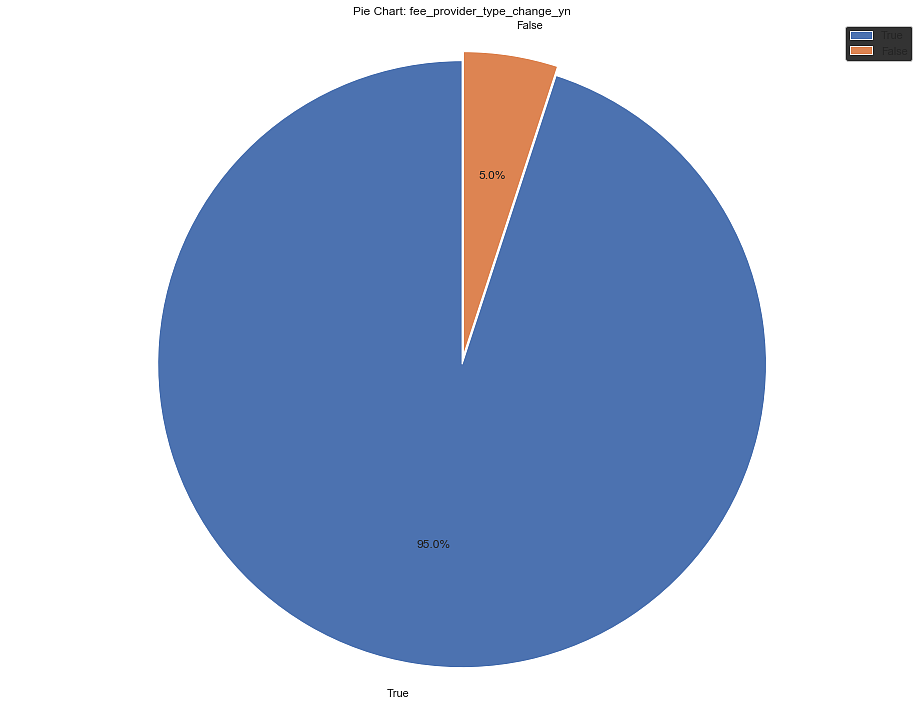 Pie Chart: fee_provider_type_change_yn
False
True
False
5.0%
95.0%
True